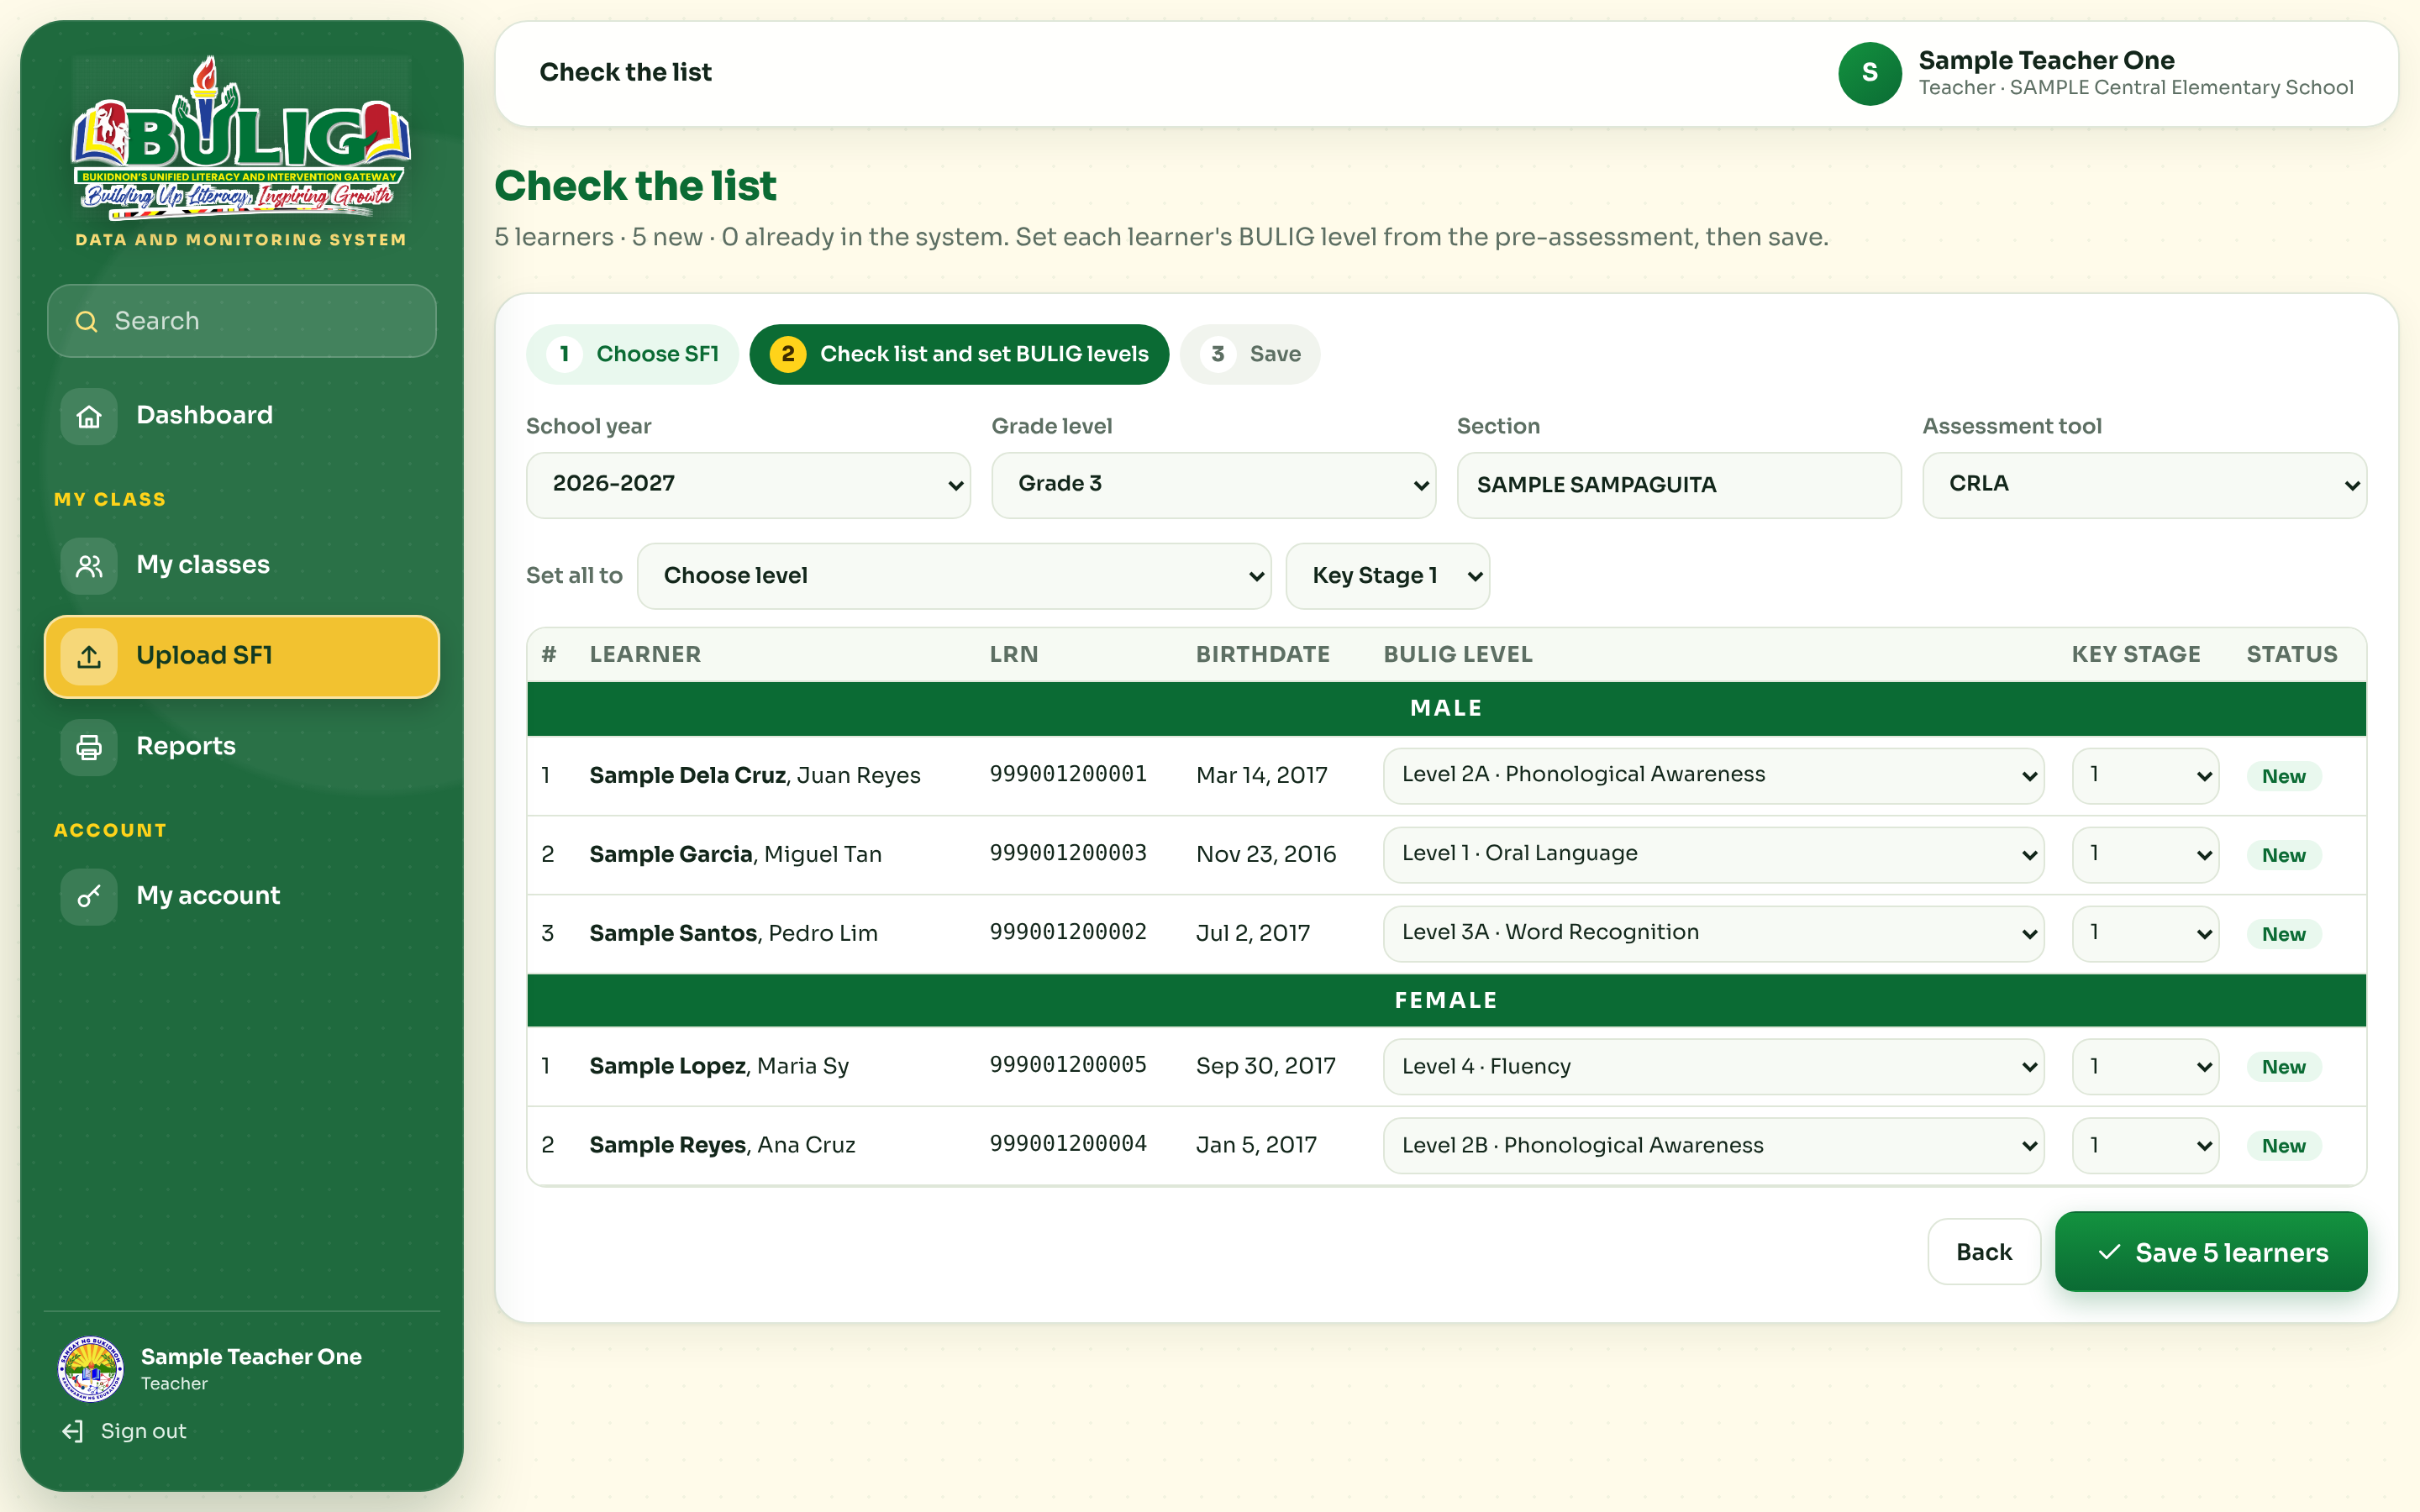 BULIG
BUKIDNON'S UNIFIED LITERACY AND INTERVENTION GATEWAY
Building Up Literacy, Inspiring Growth
DATA AND MONITORING SYSTEM
Search
Dashboard
MY CLASS
My classes
Upload SF1
Reports
ACCOUNT
My account
Sample Teacher One
Teacher
Sign out
Check the list
S
Sample Teacher One
Teacher · SAMPLE Central Elementary School
Check the list
5 learners · 5 new · 0 already in the system. Set each learner's BULIG level from the pre-assessment, then save.
1 Choose SF1 2 Check list and set BULIG levels 3 Save
School year Grade level Section Assessment tool
2026-2027 Grade 3 SAMPLE SAMPAGUITA CRLA
Set all to Choose level Key Stage 1
# LEARNER LRN BIRTHDATE BULIG LEVEL KEY STAGE STATUS
MALE
1 Sample Dela Cruz, Juan Reyes 999001200001 Mar 14, 2017 Level 2A · Phonological Awareness 1 New
2 Sample Garcia, Miguel Tan 999001200003 Nov 23, 2016 Level 1 · Oral Language 1 New
3 Sample Santos, Pedro Lim 999001200002 Jul 2, 2017 Level 3A · Word Recognition 1 New
FEMALE
1 Sample Lopez, Maria Sy 999001200005 Sep 30, 2017 Level 4 · Fluency 1 New
2 Sample Reyes, Ana Cruz 999001200004 Jan 5, 2017 Level 2B · Phonological Awareness 1 New
Back
Save 5 learners